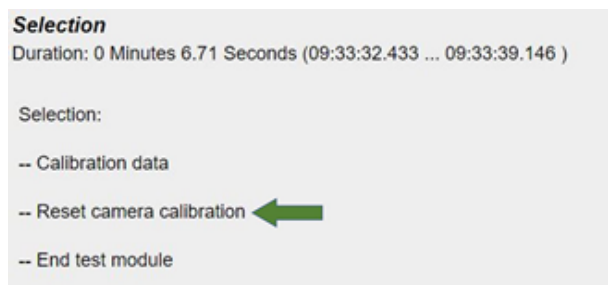 Selection
Duration: 0 Minutes 6.71 Seconds (09:33:32.433 ... 09:33:39.146 )
Selection:
-- Calibration data
-- Reset camera calibration
-- End test module